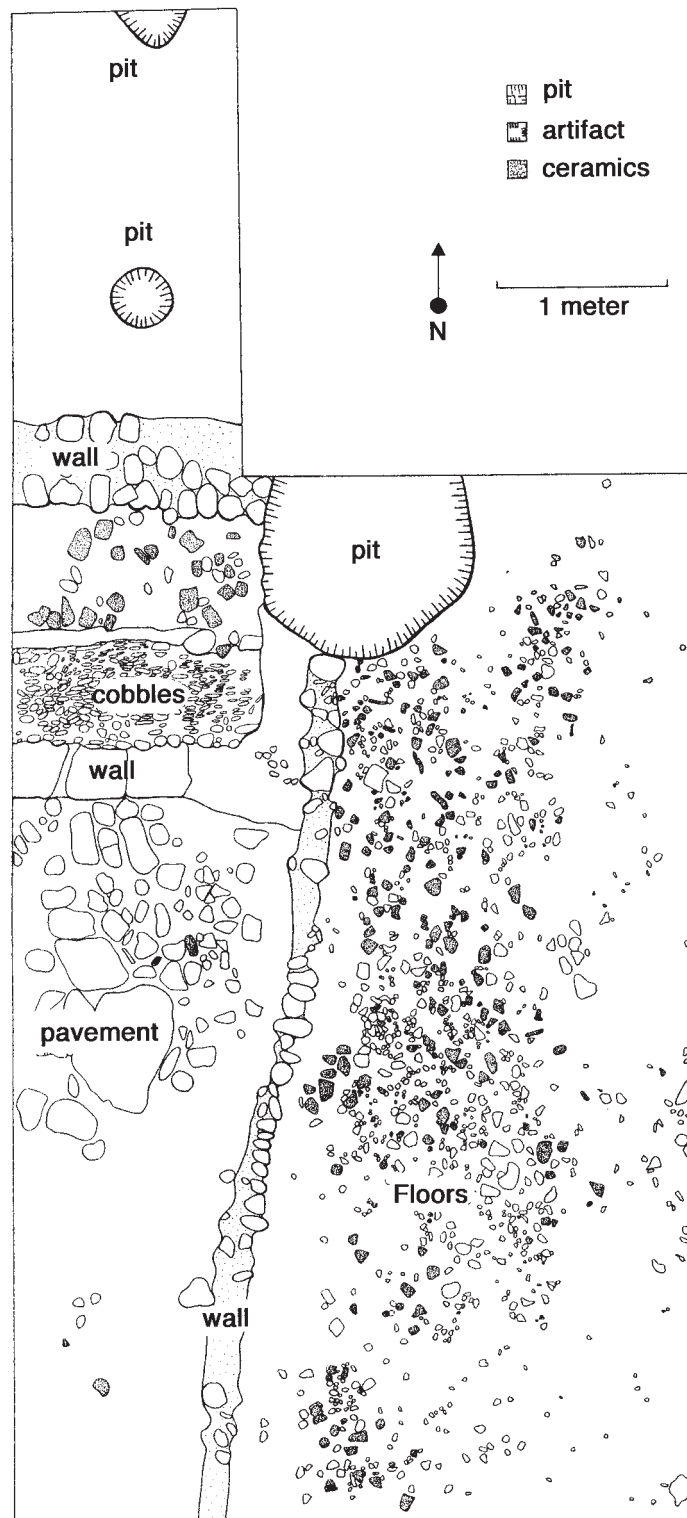 pit
pit
artifact
ceramics
pit
N
1 meter
wall
pit
cobbles
wall
pavement
Floors
wall